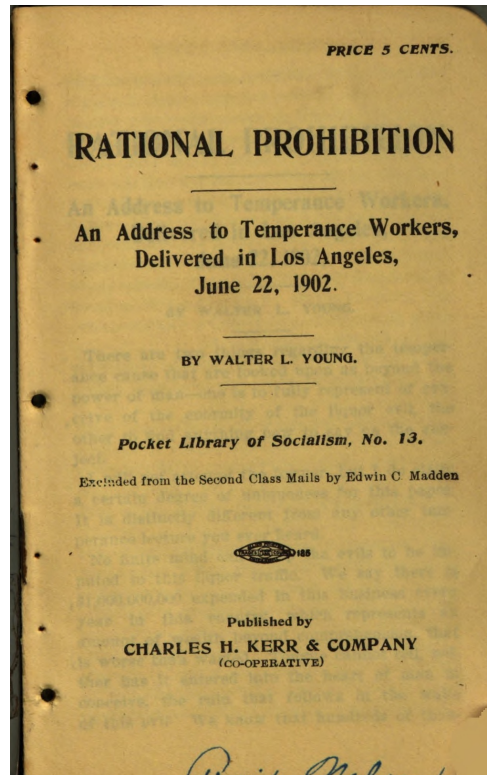 PRICE 5 CENTS.
RATIONAL PROHIBITION
An Address to Temperance Workers,
Delivered in Los Angeles,
June 22, 1902.
BY WALTER L. YOUNG.
Pocket Library of Socialism, No. 13.
Excluded from the Second Class Mails by Edwin C. Madden
186
Published by
CHARLES H. KERR & COMPANY
(CO-OPERATIVE)